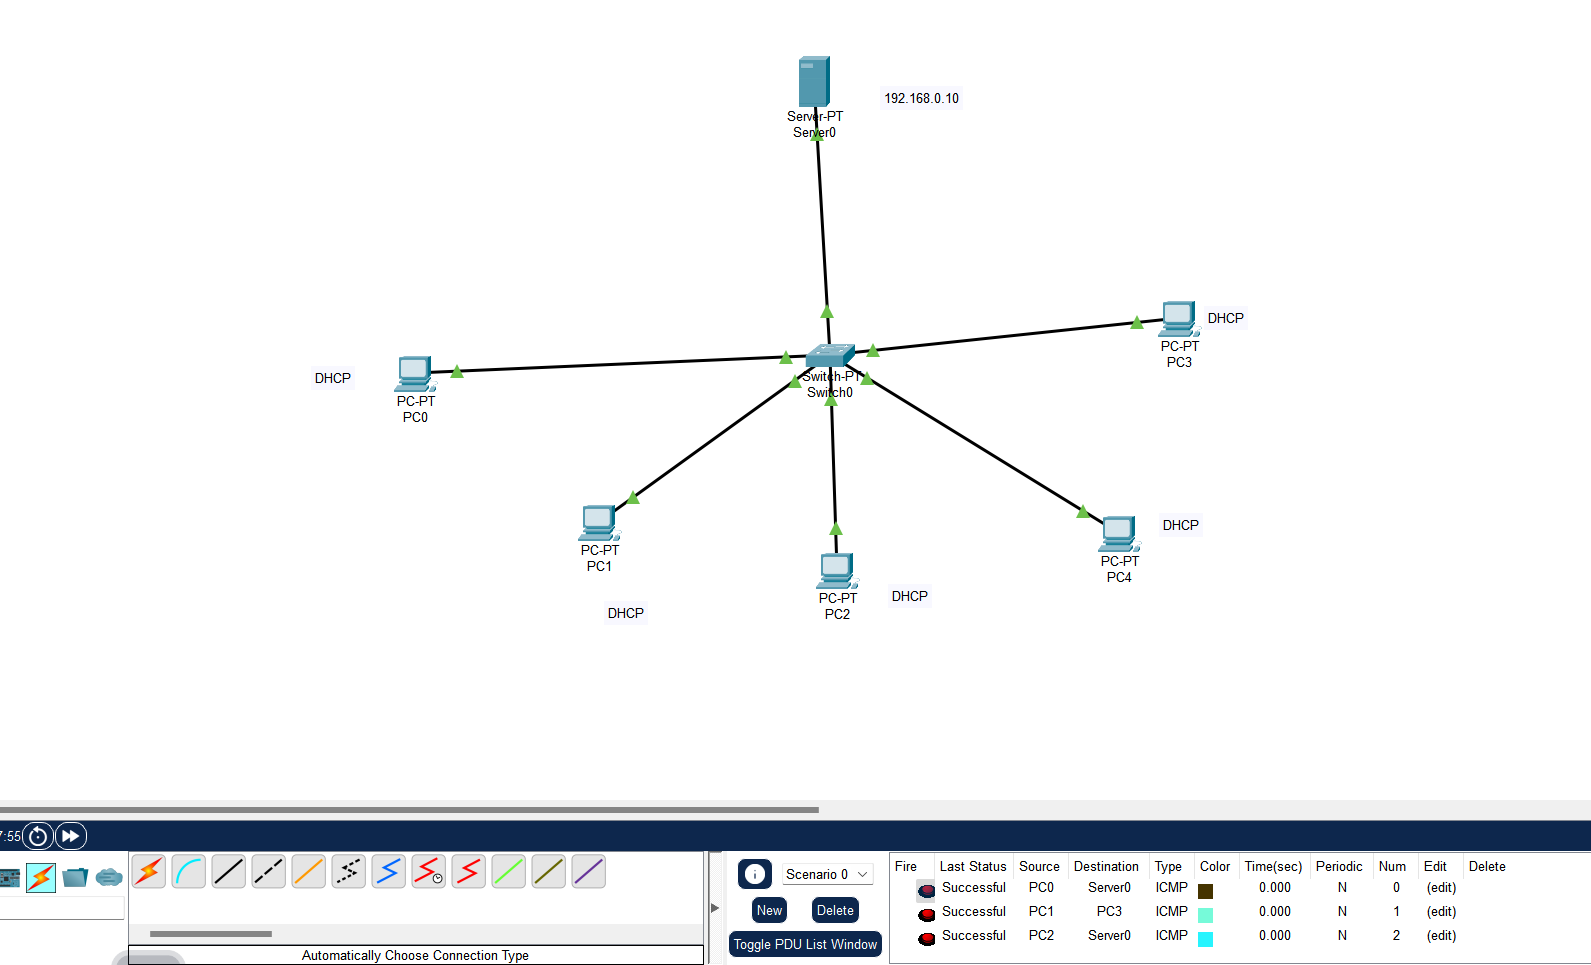 192.168.0.10
Server-PT
Server0
DHCP
PC-PT
PC3
Switch-PT
Switch0
DHCP
PC-PT
PC0
PC-PT
PC1
DHCP
PC-PT
PC2
DHCP
DHCP
PC-PT
PC4
7:55
Scenario 0
New
Delete
Toggle PDU List Window
Automatically Choose Connection Type
Fire Last Status Source Destination Type Color Time(sec) Periodic Num Edit Delete
Successful PC0 Server0 ICMP 0.000 N 0 (edit)
Successful PC1 PC3 ICMP 0.000 N 1 (edit)
Successful PC2 Server0 ICMP 0.000 N 2 (edit)